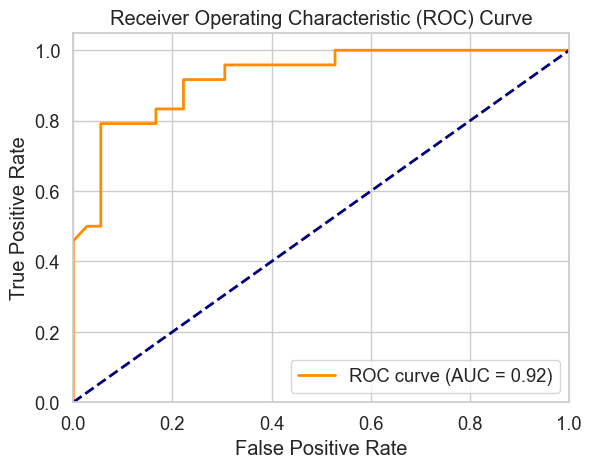 Receiver Operating Characteristic (ROC) Curve
1.0
0.8
0.6
0.4
0.2
0.0
True Positive Rate
ROC curve (AUC = 0.92)
0.0 0.2 0.4 0.6 0.8 1.0
False Positive Rate